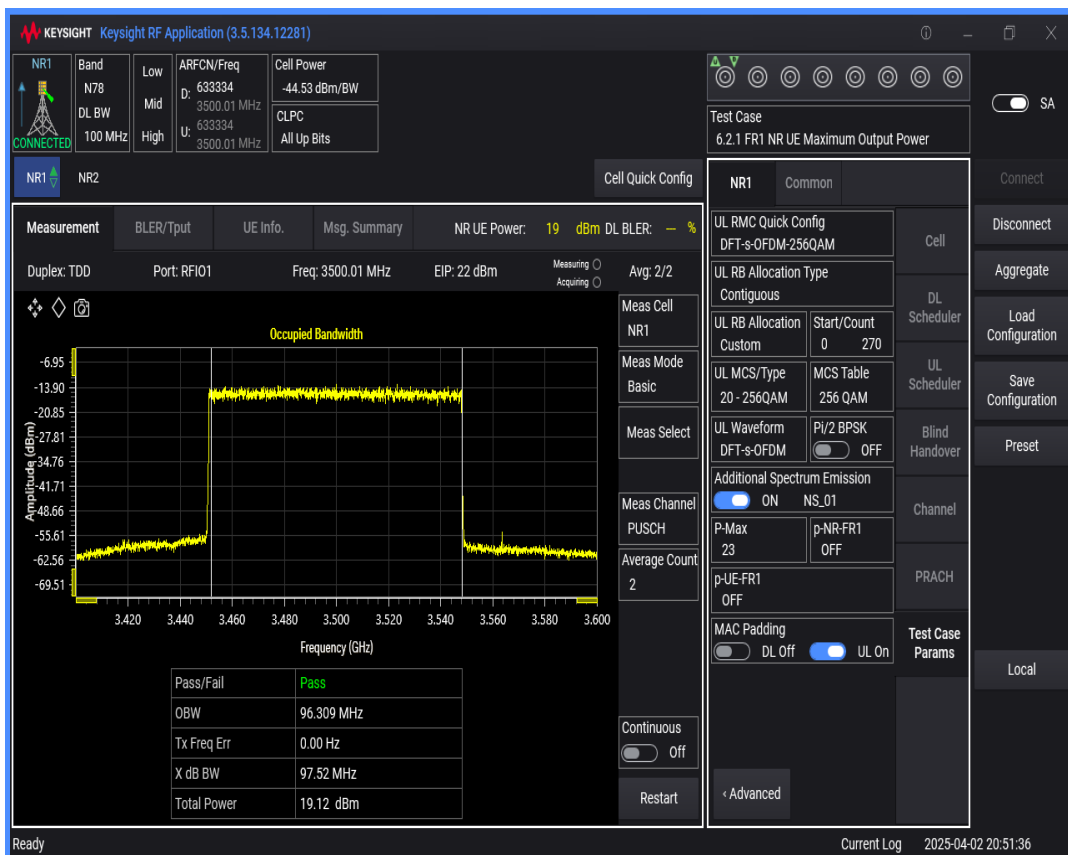 KEYSIGHT Keysight RF Application (3.5.134.12281)
NR1
CONNECTED
Band
N78
DL BW
100 MHz
Low
Mid
High
ARFCN/Freq
D: 633334
3500.01 MHz
U: 633334
3500.01 MHz
Cell Power
-44.53 dBm/BW
CLPC
All Up Bits
Test Case
6.2.1 FR1 NR UE Maximum Output Power
SA
NR1 NR2 Cell Quick Config
Measurement BLER/Tput UE Info. Msg. Summary NR UE Power: 19 dBm DL BLER: — %
Duplex: TDD Port: RFIO1 Freq: 3500.01 MHz EIP: 22 dBm Measuring Acquiring Avg: 2/2
Occupied Bandwidth
Amplitude (dBm)
-6.95
-13.90
-20.85
-27.81
-34.76
-41.71
-48.66
-55.61
-62.56
-69.51
3.420 3.440 3.460 3.480 3.500 3.520 3.540 3.560 3.580 3.600
Frequency (GHz)
Pass/Fail Pass
OBW 96.309 MHz
Tx Freq Err 0.00 Hz
X dB BW 97.52 MHz
Total Power 19.12 dBm
Meas Cell
NR1
Meas Mode
Basic
Meas Select
Meas Channel
PUSCH
Average Count
2
Continuous
Off
Restart
NR1 Common
UL RMC Quick Config
DFT-s-OFDM-256QAM
UL RB Allocation Type
Contiguous
UL RB Allocation
Custom
Start/Count
0 270
UL MCS/Type
20 - 256QAM
MCS Table
256 QAM
UL Waveform
DFT-s-OFDM
Pi/2 BPSK
OFF
Additional Spectrum Emission
ON NS_01
P-Max
23
p-NR-FR1
OFF
p-UE-FR1
OFF
MAC Padding
DL Off UL On
‹ Advanced
Cell
DL
Scheduler
UL
Scheduler
Blind
Handover
Channel
PRACH
Test Case
Params
Connect
Disconnect
Aggregate
Load
Configuration
Save
Configuration
Preset
Local
Ready Current Log 2025-04-02 20:51:36